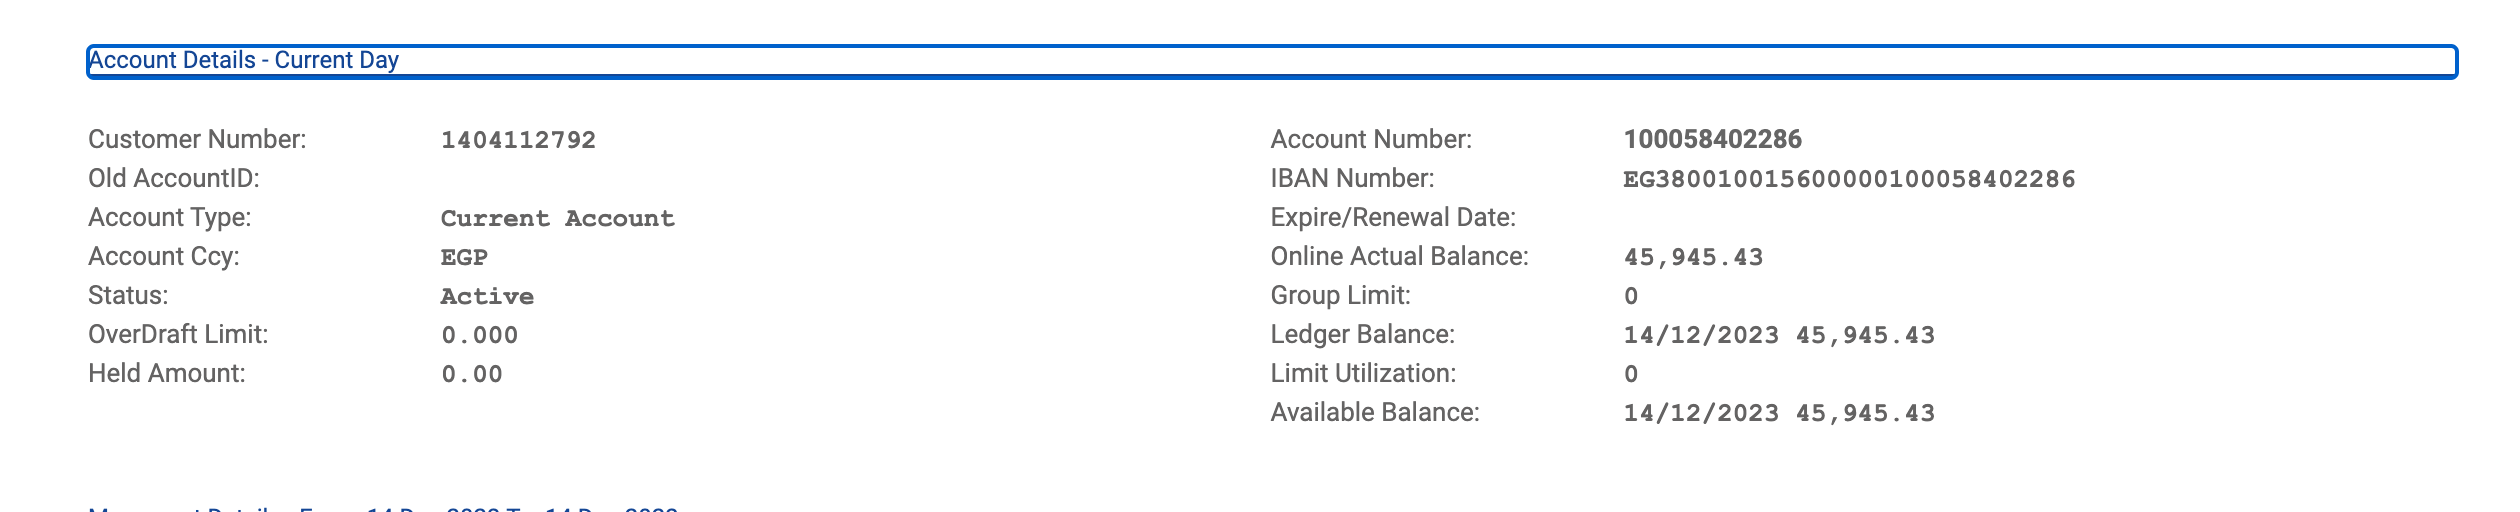 Account Details - Current Day
Customer Number: 1404112792
Account Number: 100058402286
Old AccountID:
IBAN Number: EG380010015600000100058402286
Account Type: Current Account
Expire/Renewal Date:
Account Ccy: EGP
Online Actual Balance: 45,945.43
Status: Active
Group Limit: 0
OverDraft Limit: 0.000
Ledger Balance: 14/12/2023 45,945.43
Held Amount: 0.00
Limit Utilization: 0
Available Balance: 14/12/2023 45,945.43